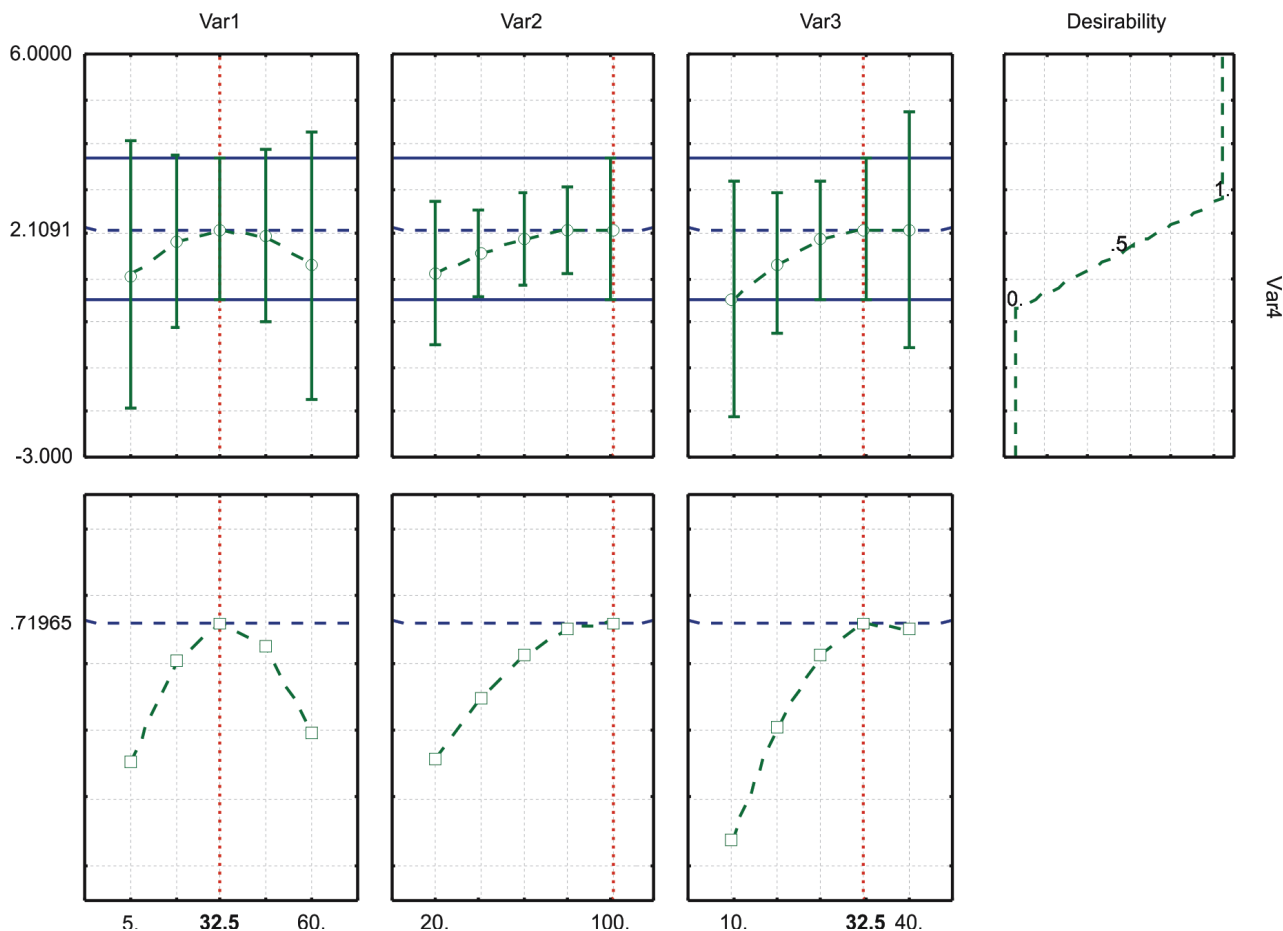 Var1 Var2 Var3 Desirability
6.0000
1.
2.1091
.5
0.
Var4
-3.000
.71965
5. 32.5 60. 20. 100. 10. 32.5 40.